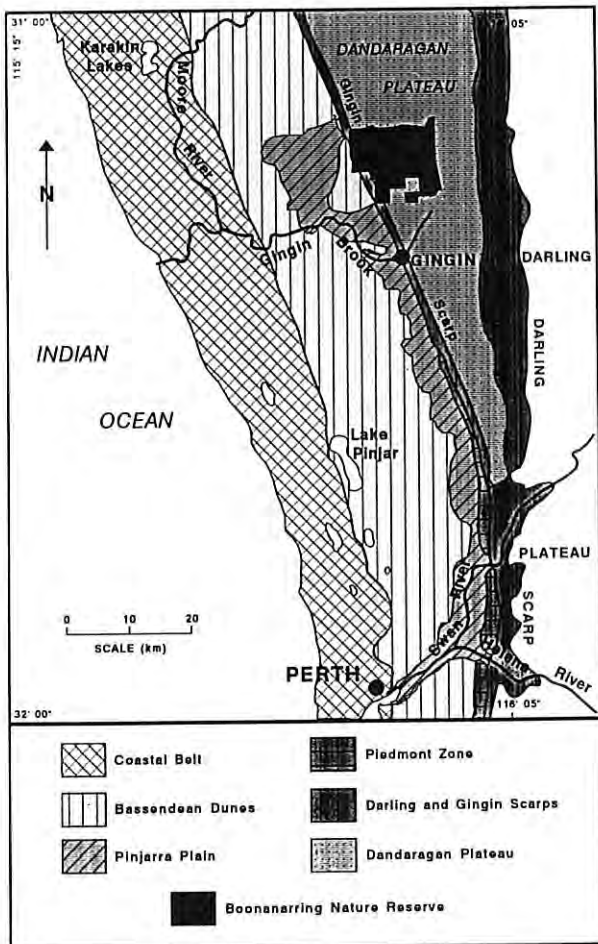 31° 00'
115° 15'
Karakin
Lakes
Moore
River
DANDARAGAN
PLATEAU
Gingin
05'
N
Gingin
Brook
GINGIN
Scarp
DARLING
DARLING
INDIAN
OCEAN
Lake
Pinjar
0 10 20
SCALE (km)
PLATEAU
SCARP
Swan
River
Helena
River
PERTH
32° 00'
116° 05'
Coastal Belt
Bassendean Dunes
Pinjarra Plain
Piedmont Zone
Darling and Gingin Scarps
Dandaragan Plateau
Boonanarring Nature Reserve